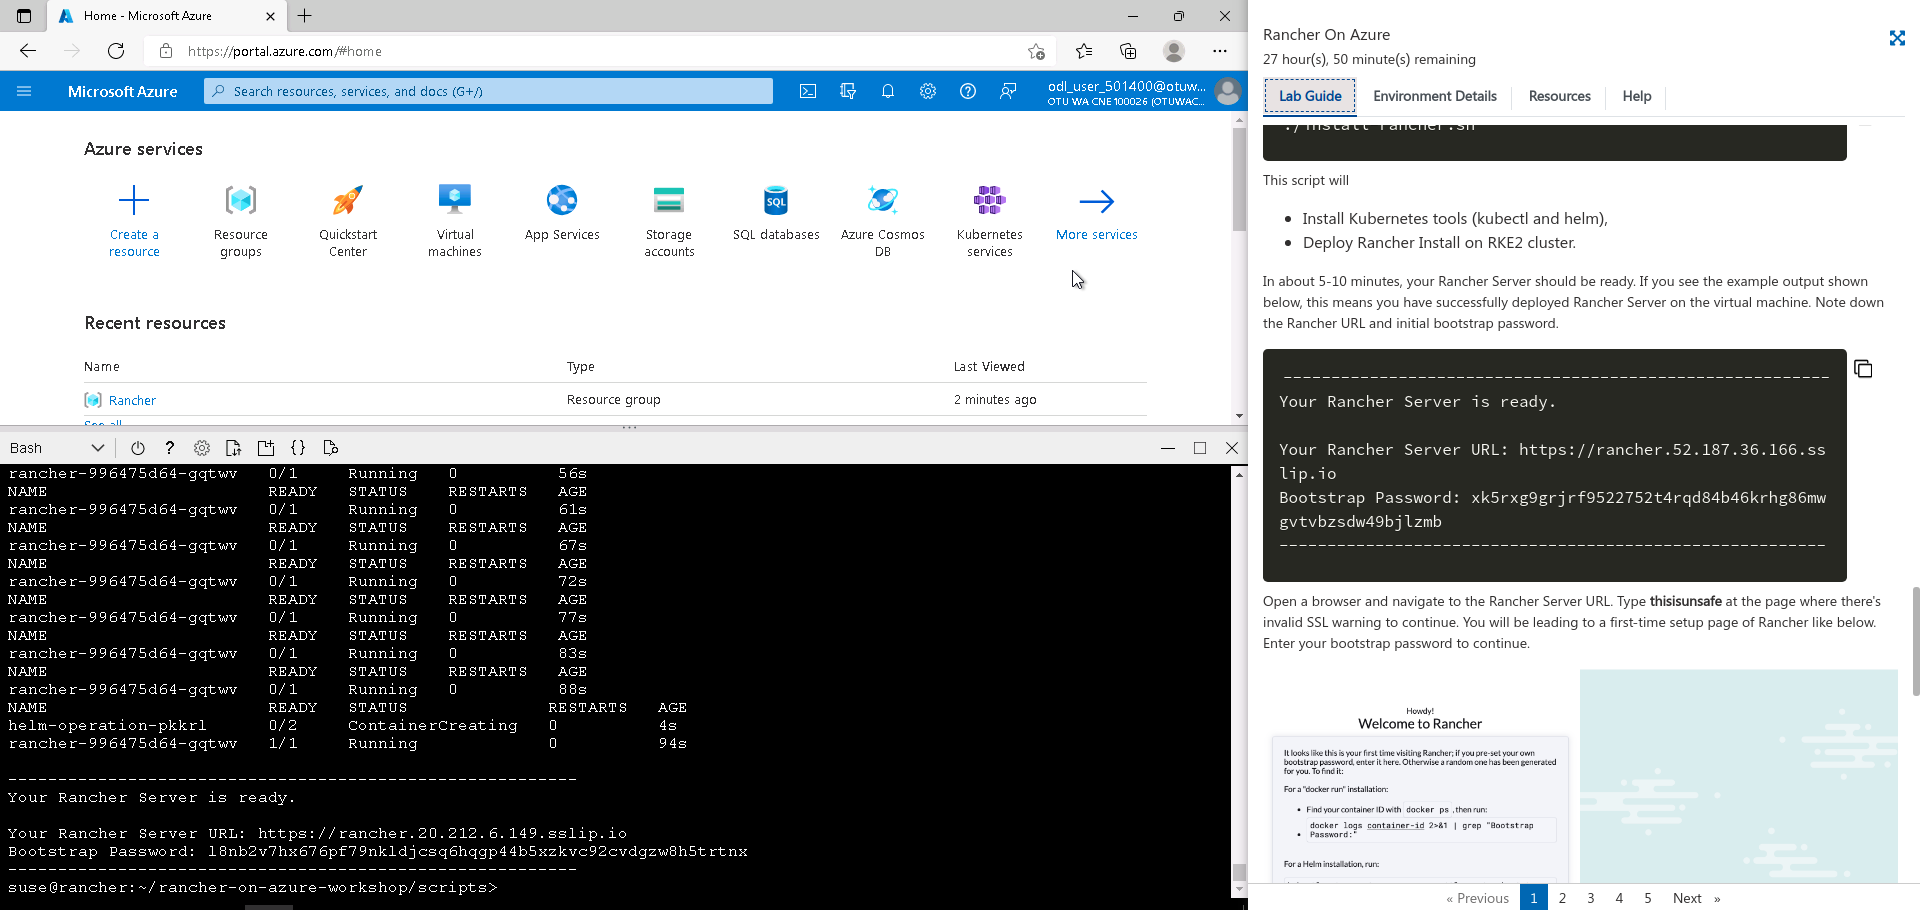 Home - Microsoft Azure
https://portal.azure.com/#home
Microsoft Azure
Search resources, services, and docs (G+/)
odl_user_501400@otuw...
OTU WA CNE 100026 (OTUWAC...
Azure services
Create a resource
Resource groups
Quickstart Center
Virtual machines
App Services
Storage accounts
SQL databases
Azure Cosmos DB
Kubernetes services
More services
Recent resources
Name Type Last Viewed
Rancher Resource group 2 minutes ago
See all
Bash
rancher-996475d64-gqtwv 0/1 Running 0 56s
NAME READY STATUS RESTARTS AGE
rancher-996475d64-gqtwv 0/1 Running 0 61s
NAME READY STATUS RESTARTS AGE
rancher-996475d64-gqtwv 0/1 Running 0 67s
NAME READY STATUS RESTARTS AGE
rancher-996475d64-gqtwv 0/1 Running 0 72s
NAME READY STATUS RESTARTS AGE
rancher-996475d64-gqtwv 0/1 Running 0 77s
NAME READY STATUS RESTARTS AGE
rancher-996475d64-gqtwv 0/1 Running 0 83s
NAME READY STATUS RESTARTS AGE
rancher-996475d64-gqtwv 0/1 Running 0 88s
NAME READY STATUS RESTARTS AGE
helm-operation-pkkrl 0/2 ContainerCreating 0 4s
rancher-996475d64-gqtwv 1/1 Running 0 94s
---------------------------------------------------------
Your Rancher Server is ready.
Your Rancher Server URL: https://rancher.20.212.6.149.sslip.io
Bootstrap Password: l8nb2v7hx676pf79nkldjcsq6hqgp44b5xzkvc92cvdgzw8h5trtnx
---------------------------------------------------------
suse@rancher:~/rancher-on-azure-workshop/scripts>
Rancher On Azure
27 hour(s), 50 minute(s) remaining
Lab Guide Environment Details Resources Help
./install rancher.sh
This script will
• Install Kubernetes tools (kubectl and helm),
• Deploy Rancher Install on RKE2 cluster.
In about 5-10 minutes, your Rancher Server should be ready. If you see the example output shown
below, this means you have successfully deployed Rancher Server on the virtual machine. Note down
the Rancher URL and initial bootstrap password.
---------------------------------------------------------
Your Rancher Server is ready.
Your Rancher Server URL: https://rancher.52.187.36.166.ss
lip.io
Bootstrap Password: xk5rxg9grjrf9522752t4rqd84b46krhg86mw
gvtvbzsdw49bjlzmb
---------------------------------------------------------
Open a browser and navigate to the Rancher Server URL. Type thisisunsafe at the page where there's
invalid SSL warning to continue. You will be leading to a first-time setup page of Rancher like below.
Enter your bootstrap password to continue.
Howdy!
Welcome to Rancher
It looks like this is your first time visiting Rancher; if you pre-set your own
bootstrap password, enter it here. Otherwise a random one has been generated
for you. To find it:
For a "docker run" installation:
• Find your container ID with docker ps , then run:
• docker logs container-id 2>&1 | grep "Bootstrap
Password:"
For a Helm installation, run:
« Previous 1 2 3 4 5 Next »